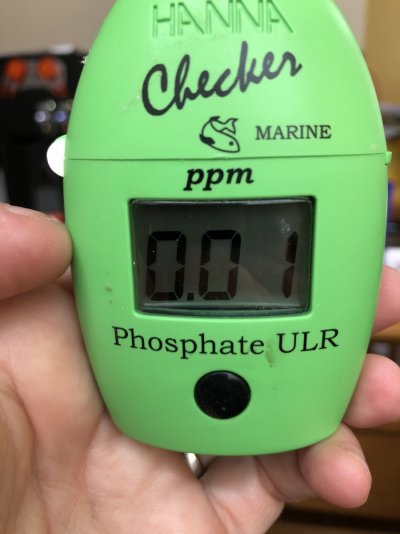 HANNA
Checker
MARINE
ppm
0.01
Phosphate ULR